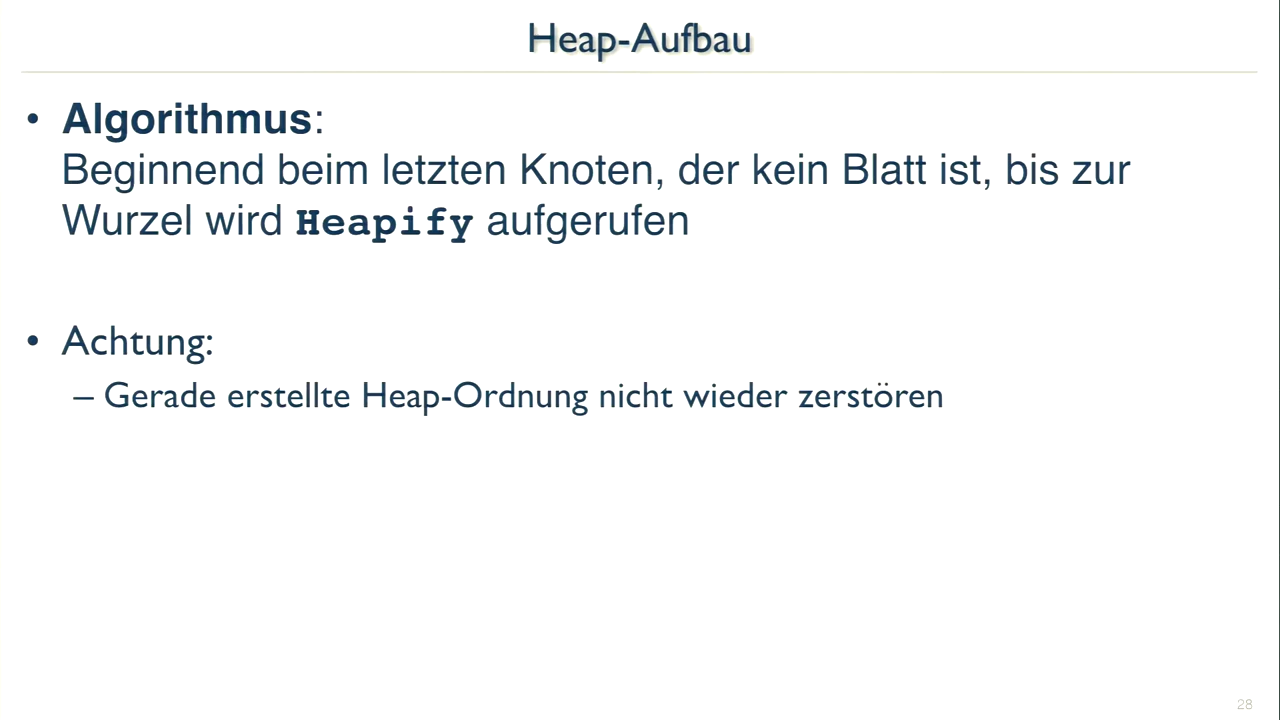 Heap-Aufbau
• Algorithmus:
Beginnend beim letzten Knoten, der kein Blatt ist, bis zur
Wurzel wird Heapify aufgerufen
• Achtung:
– Gerade erstellte Heap-Ordnung nicht wieder zerstören
28